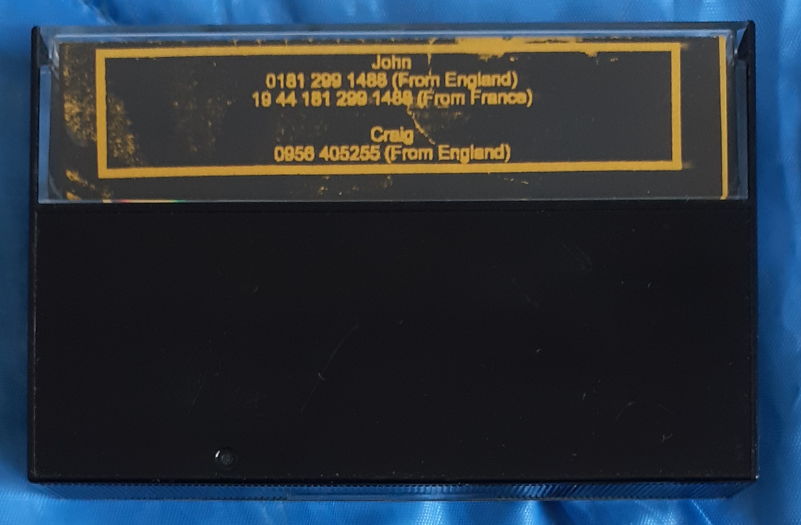 John
0181 299 1488 (From England)
19 44 181 299 1488 (From France)
Craig
0956 405255 (From England)